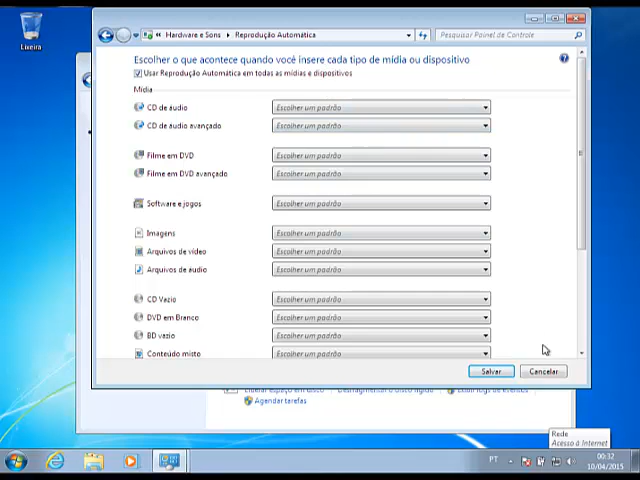 Lixeira
Hardware e Sons
Reprodução Automática
Pesquisar Painel de Controle
Escolher o que acontece quando você insere cada tipo de mídia ou dispositivo
Usar Reprodução Automática em todas as mídias e dispositivos
Mídia
CD de áudio
Escolher um padrão
CD de áudio avançado
Escolher um padrão
Filme em DVD
Escolher um padrão
Filme em DVD avançado
Escolher um padrão
Software e jogos
Escolher um padrão
Imagens
Escolher um padrão
Arquivos de vídeo
Escolher um padrão
Arquivos de áudio
Escolher um padrão
CD Vazio
Escolher um padrão
DVD em Branco
Escolher um padrão
BD vazio
Escolher um padrão
Conteúdo misto
Escolher um padrão
Salvar
Cancelar
Agendar tarefas
Rede
Acesso à Internet
PT
00:32
10/04/2015